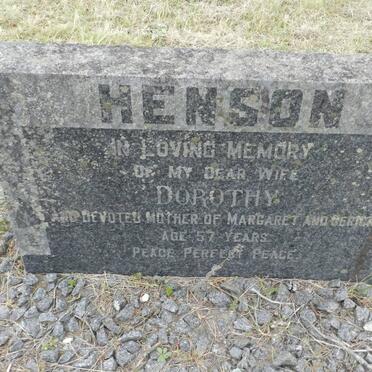 HENSON
IN LOVING MEMORY
OF MY DEAR WIFE
DOROTHY
AND DEVOTED MOTHER OF MARGARET AND
AGE 57 YEARS
PEACE PERFECT PEACE